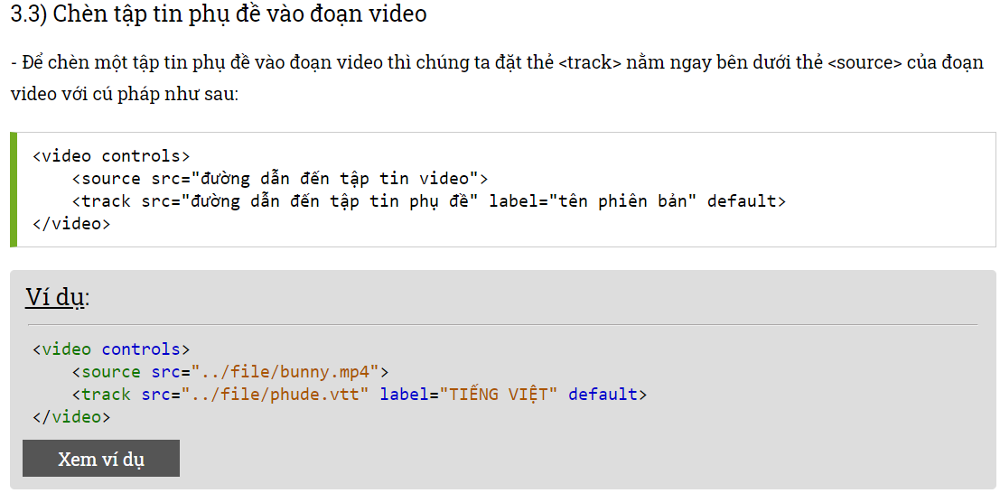 3.3) Chèn tập tin phụ đề vào đoạn video
- Để chèn một tập tin phụ đề vào đoạn video thì chúng ta đặt thẻ <track> nằm ngay bên dưới thẻ <source> của đoạn
video với cú pháp như sau:
<video controls>
    <source src="đường dẫn đến tập tin video">
    <track src="đường dẫn đến tập tin phụ đề" label="tên phiên bản" default>
</video>
Ví dụ:
<video controls>
    <source src="../file/bunny.mp4">
    <track src="../file/phude.vtt" label="TIẾNG VIỆT" default>
</video>
Xem ví dụ